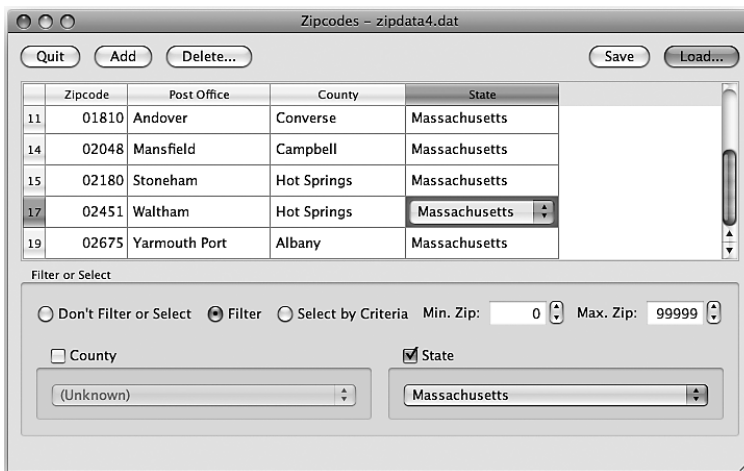 Zipcodes – zipdata4.dat
Quit Add Delete... Save Load...
Zipcode Post Office County State
11 01810 Andover Converse Massachusetts
14 02048 Mansfield Campbell Massachusetts
15 02180 Stoneham Hot Springs Massachusetts
17 02451 Waltham Hot Springs Massachusetts
19 02675 Yarmouth Port Albany Massachusetts
Filter or Select
Don't Filter or Select Filter Select by Criteria Min. Zip: 0 Max. Zip: 99999
County State
(Unknown) Massachusetts